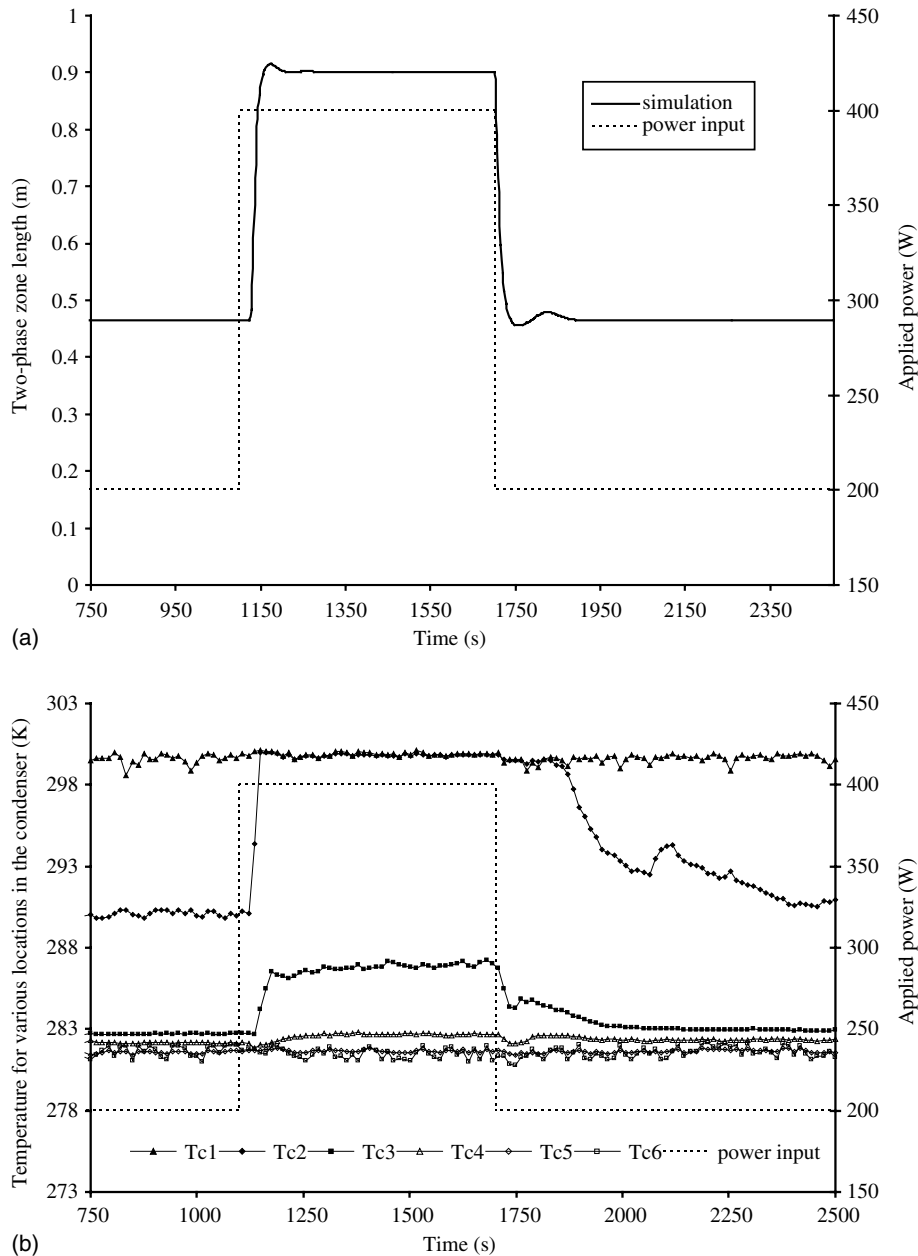 1
0.9
0.8
0.7
0.6
0.5
0.4
0.3
0.2
0.1
0
Two-phase zone length (m)
450
400
350
300
250
200
150
Applied power (W)
simulation
power input
750 950 1150 1350 1550 1750 1950 2150 2350
Time (s)
(a)
303
298
293
288
283
278
273
Temperature for various locations in the condenser (K)
450
400
350
300
250
200
150
Applied power (W)
Tc1 Tc2 Tc3 Tc4 Tc5 Tc6 power input
750 1000 1250 1500 1750 2000 2250 2500
Time (s)
(b)